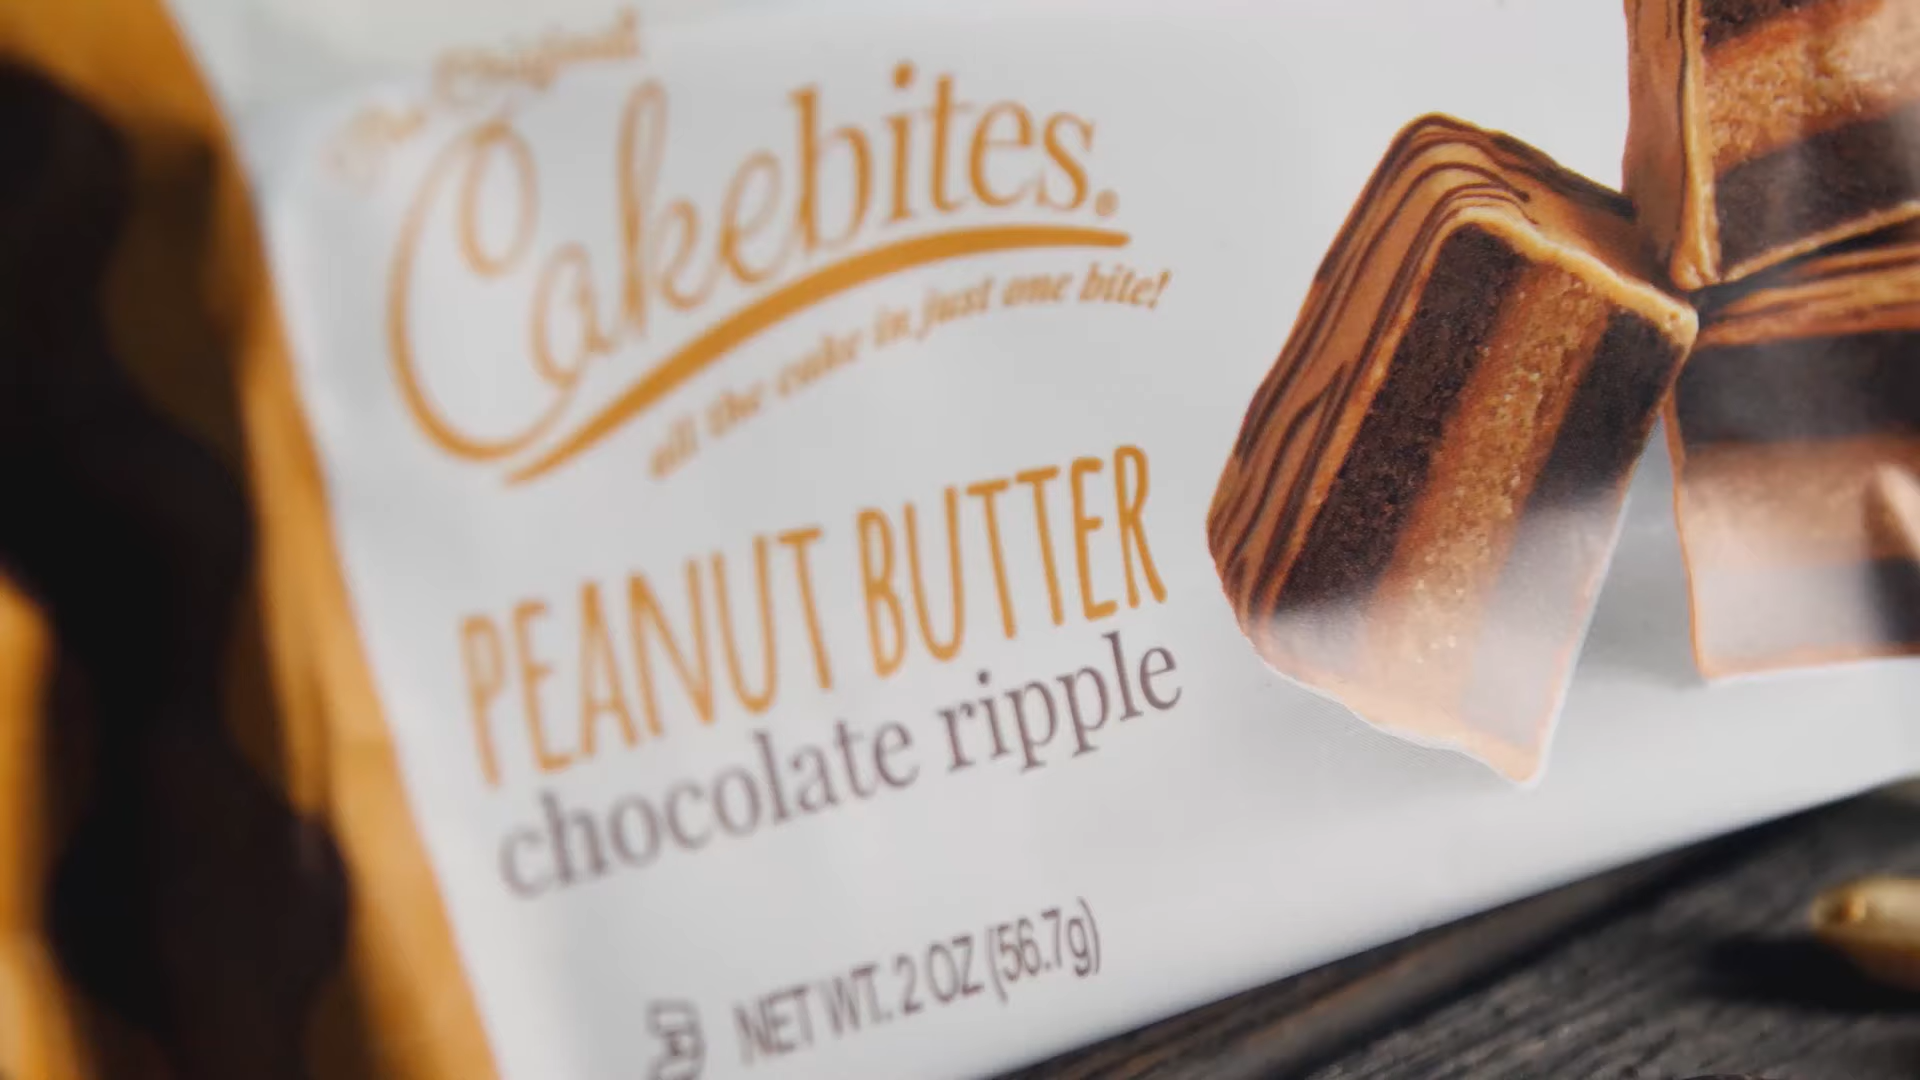 The Original
Cakebites®
all the cake in just one bite!
PEANUT BUTTER
chocolate ripple
NET WT. 2 OZ (56.7g)